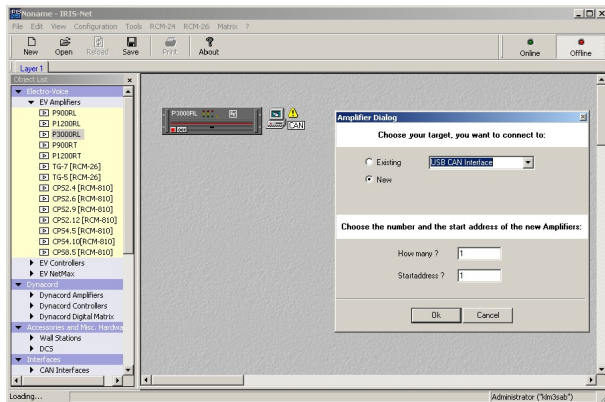 Noname - IRIS-Net
File Edit View Configuration Tools RCM-24 RCM-26 Matrix ?
New Open Reload Save Print About Online Offline
Layer 1
Object List
Electro-Voice
EV Amplifiers
P900RL
P1200RL
P3000RL
P900RT
P1200RT
TG-7 [RCM-26]
TG-5 [RCM-26]
CPS2.4 [RCM-810]
CPS2.6 [RCM-810]
CPS2.9 [RCM-810]
CPS2.12 [RCM-810]
CPS4.5 [RCM-810]
CPS4.10[RCM-810]
CPS8.5 [RCM-810]
EV Controllers
EV NetMax
Dynacord
Dynacord Amplifiers
Dynacord Controllers
Dynacord Digital Matrix
Accessories and Misc. Hardwa
Wall Stations
DCS
Interfaces
CAN Interfaces
P3000RL
OFF
CAN
Amplifier Dialog
Choose your target, you want to connect to:
Existing USB CAN Interface
New
Choose the number and the start address of the new Amplifiers:
How many ? 1
Startaddress ? 1
Ok Cancel
Loading... Administrator ("klm3sab")